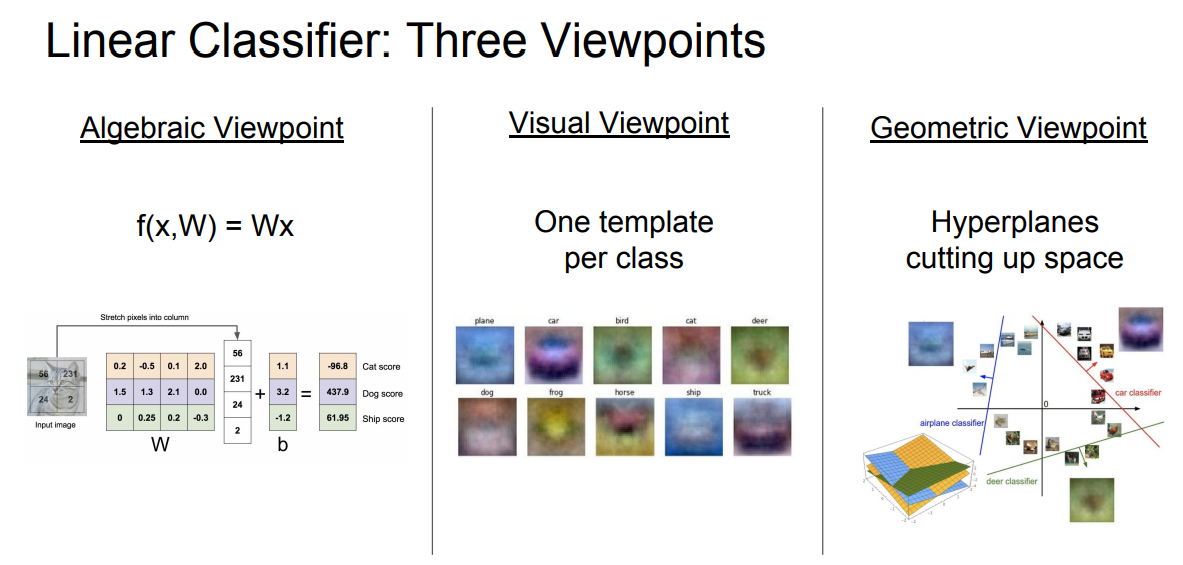 Linear Classifier: Three Viewpoints
Algebraic Viewpoint
f(x,W) = Wx
Stretch pixels into column
56 231
24 2
Input image
0.2 -0.5 0.1 2.0
1.5 1.3 2.1 0.0
0 0.25 0.2 -0.3
W
56
231
24
2
+
1.1
3.2
-1.2
b
=
-96.8 Cat score
437.9 Dog score
61.95 Ship score
Visual Viewpoint
One template
per class
plane car bird cat deer
dog frog horse ship truck
Geometric Viewpoint
Hyperplanes
cutting up space
car classifier
0
airplane classifier
deer classifier